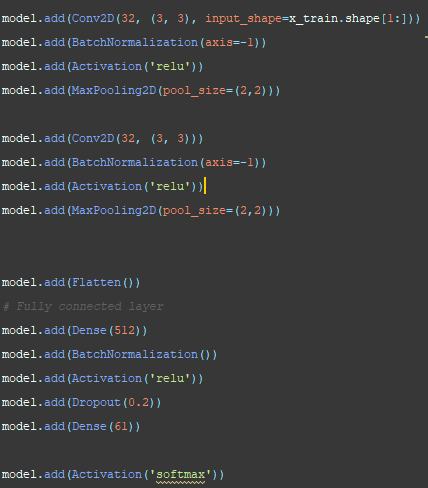 model.add(Conv2D(32, (3, 3), input_shape=x_train.shape[1:]))
model.add(BatchNormalization(axis=-1))
model.add(Activation('relu'))
model.add(MaxPooling2D(pool_size=(2,2)))
model.add(Conv2D(32, (3, 3)))
model.add(BatchNormalization(axis=-1))
model.add(Activation('relu'))
model.add(MaxPooling2D(pool_size=(2,2)))
model.add(Flatten())
# Fully connected layer
model.add(Dense(512))
model.add(BatchNormalization())
model.add(Activation('relu'))
model.add(Dropout(0.2))
model.add(Dense(61))
model.add(Activation('softmax'))